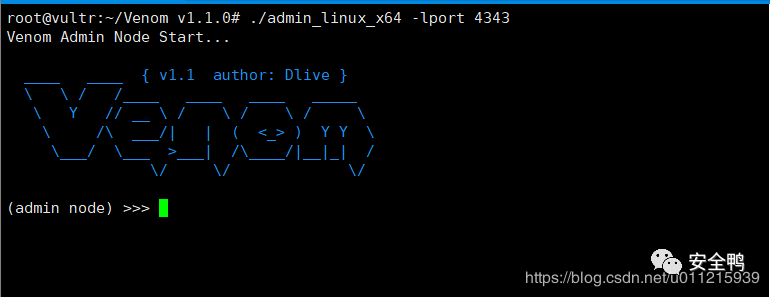 root@vultr:~/Venom v1.1.0# ./admin_linux_x64 -lport 4343
Venom Admin Node Start...
{ v1.1 author: Dlive }
Venom
(admin node) >>>
安全鸭
https://blog.csdn.net/u011215939